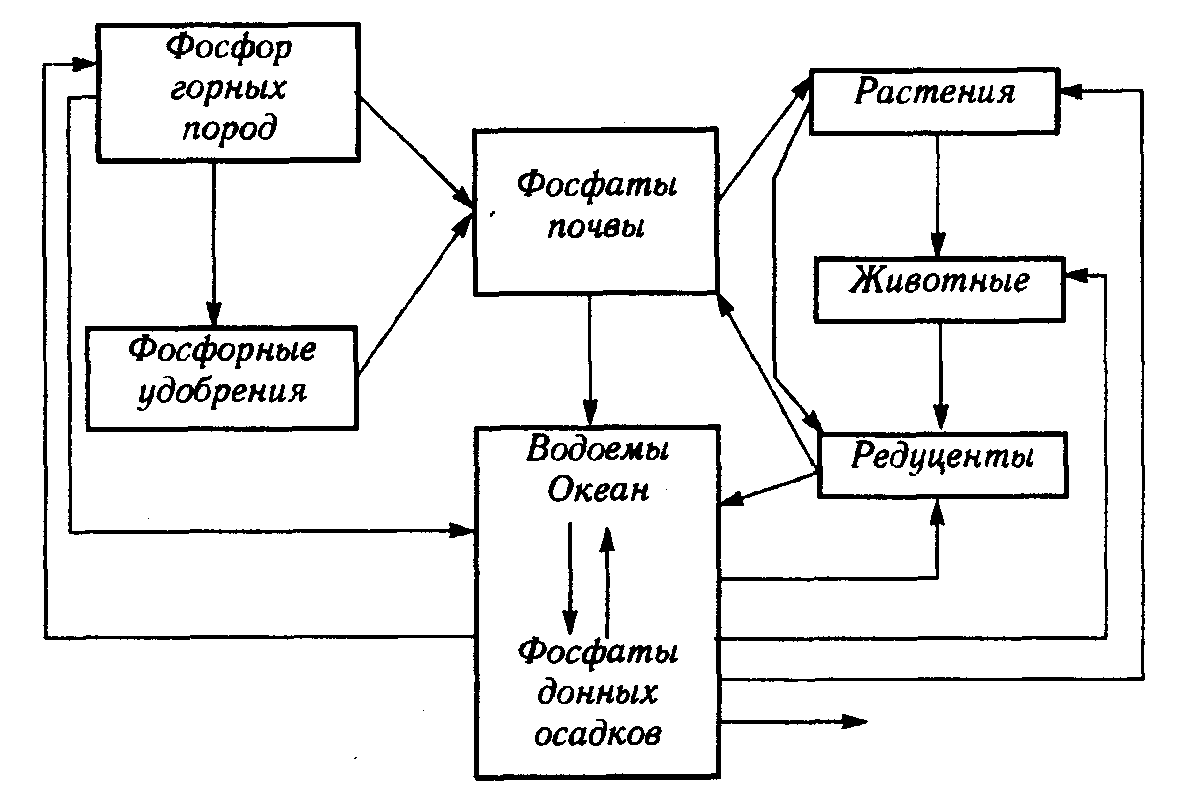 Фосфор
горных
пород
Растения
Фосфаты
почвы
Животные
Фосфорные
удобрения
Водоемы
Океан
Редуценты
Фосфаты
донных
осадков